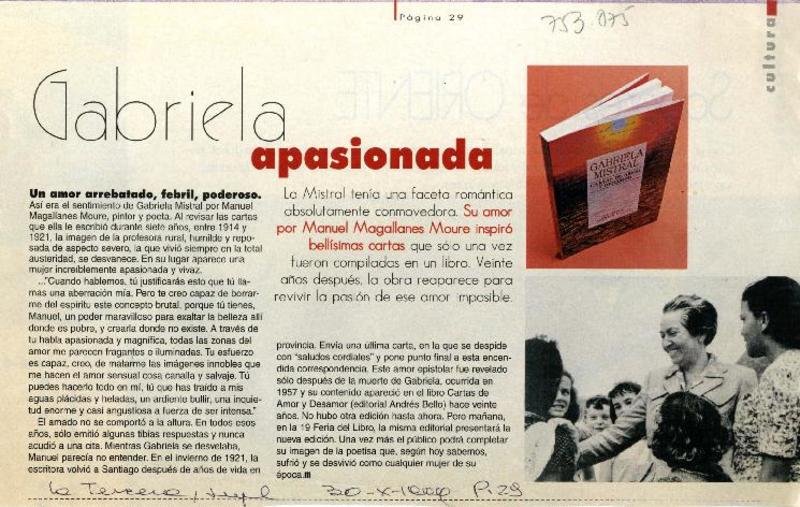 Página 29
753.075
cultura
Gabriela
apasionada
Un amor arrebatado, febril, poderoso.
Así era el sentimiento de Gabriela Mistral por Manuel
Magallanes Moure, pintor y poeta. Al revisar las cartas
que ella le escribió durante siete años, entre 1914 y
1921, la imagen de la profesora rural, humilde y repo-
sada de aspecto severo, la que vivió siempre en la total
austeridad, se desvanece. En su lugar aparece una
mujer increíblemente apasionada y vivaz.
..."Cuando hablemos, tú justificarás esto que tú lla-
mas una aberración mía. Pero te creo capaz de borrar-
me del espíritu este concepto brutal, porque tú tienes,
Manuel, un poder maravilloso para exaltar la belleza allí
donde es pobre, y crearla donde no existe. A través de
tu habla apasionada y magnífica, todas las zonas del
amor me parecen fragantes o iluminadas. Tu esfuerzo
es capaz, creo, de matarme las imágenes innobles que
me hacen el amor sensual cosa canalla y salvaje. Tú
puedes hacerlo todo en mí, tú que has traído a mis
aguas plácidas y heladas, un ardiente bullir, una inquie-
tud enorme y casi angustiosa a fuerza de ser intensa."
El amado no se comportó a la altura. En todos esos
años, sólo emitió algunas tibias respuestas y nunca
acudió a una cita. Mientras Gabriela se desvelaba,
Manuel parecía no entender. En el invierno de 1921, la
escritora volvió a Santiago después de años de vida en
La Mistral tenía una faceta romántica
absolutamente conmovedora. Su amor
por Manuel Magallanes Moure inspiró
bellísimas cartas que sólo una vez
fueron compiladas en un libro. Veinte
años después, la obra reaparece para
revivir la pasión de ese amor imposible.
provincia. Envía una última carta, en la que se despide
con "saludos cordiales" y pone punto final a esta encen-
dida correspondencia. Este amor epistolar fue revelado
sólo después de la muerte de Gabriela, ocurrida en
1957 y su contenido apareció en el libro Cartas de
Amor y Desamor (editorial Andrés Bello) hace veinte
años. No hubo otra edición hasta ahora. Pero mañana,
en la 19 Feria del Libro, la misma editorial presentará la
nueva edición. Una vez más el público podrá completar
su imagen de la poetisa que, según hoy sabemos,
sufrió y se desvivió como cualquier mujer de su
época.
GABRIELA
MISTRAL
CARTAS DE AMOR
Y DESAMOR
La Tercera, 30-X-1999 P. 29